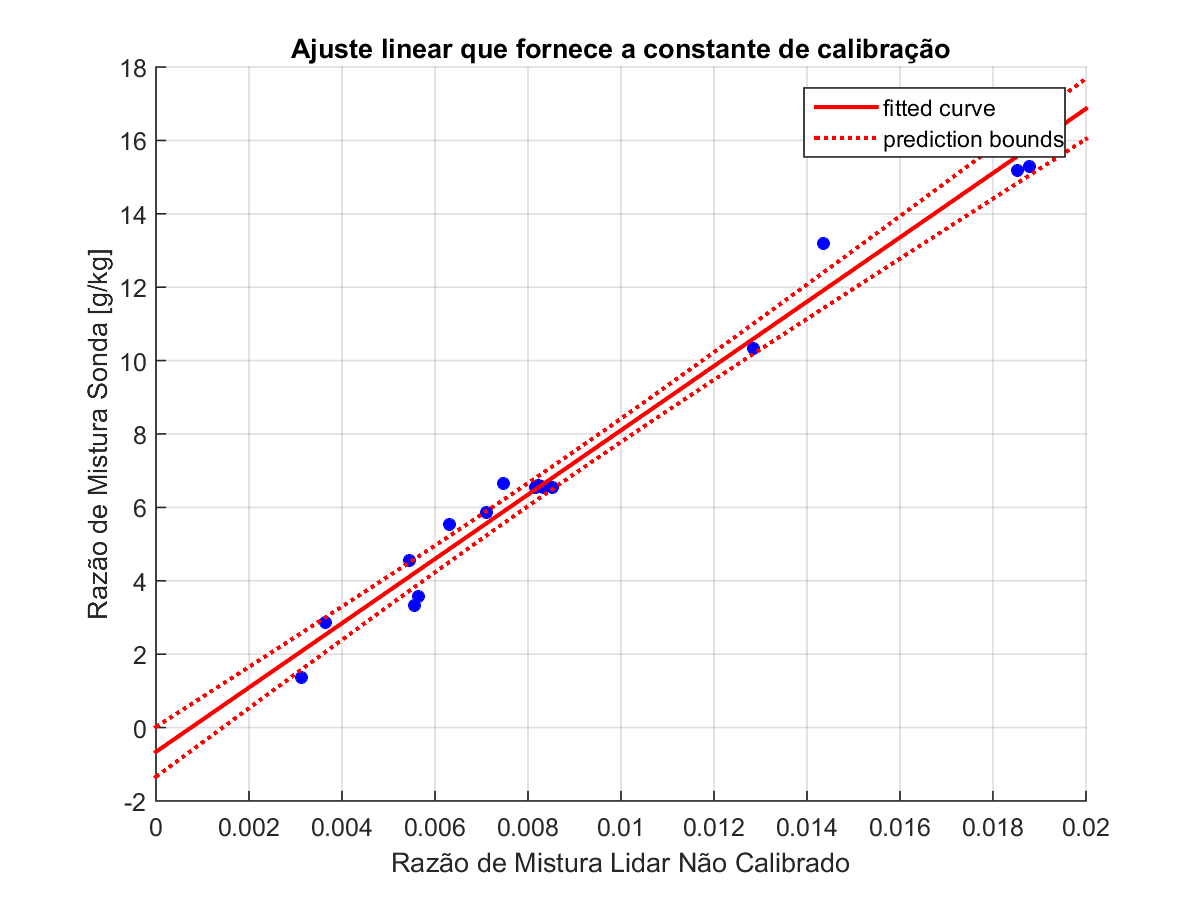 Ajuste linear que fornece a constante de calibração
fitted curve
prediction bounds
Razão de Mistura Sonda [g/kg]
18
16
14
12
10
8
6
4
2
0
-2
0 0.002 0.004 0.006 0.008 0.01 0.012 0.014 0.016 0.018 0.02
Razão de Mistura Lidar Não Calibrado